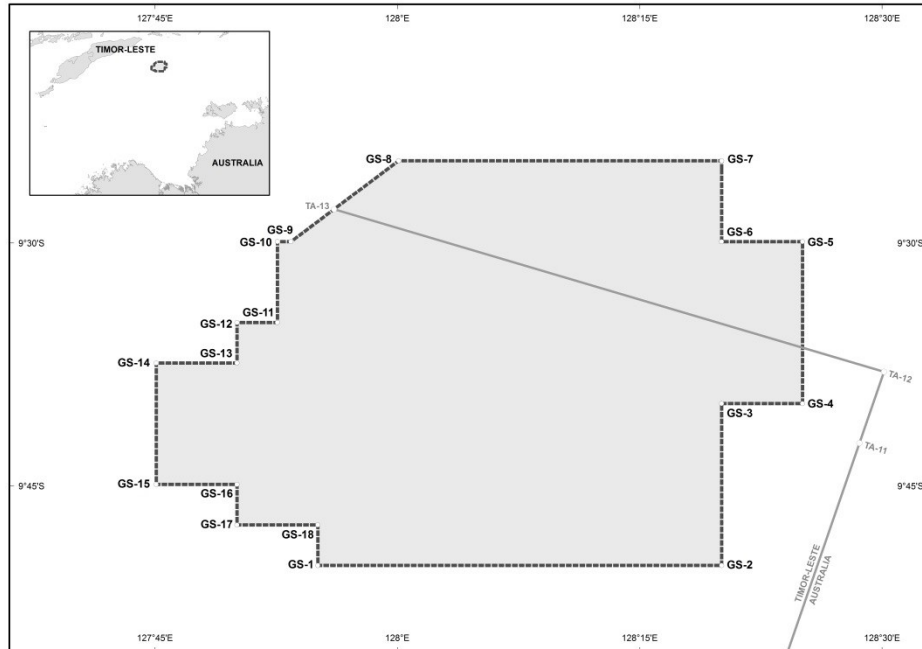 127°45'E
128°E
128°15'E
128°30'E
TIMOR-LESTE
AUSTRALIA
GS-8
GS-7
TA-13
GS-9
GS-10
GS-6
GS-5
9°30'S
9°30'S
GS-11
GS-12
GS-13
GS-14
TA-12
GS-3
GS-4
TA-11
9°45'S
GS-15
GS-16
9°45'S
GS-17
GS-18
GS-1
GS-2
TIMOR-LESTE
AUSTRALIA
127°45'E
128°E
128°15'E
128°30'E